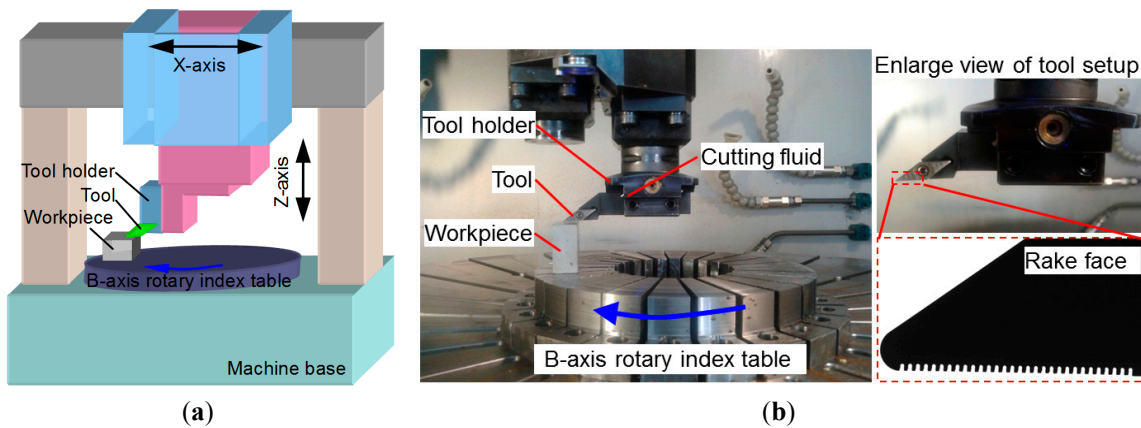 X-axis
Z-axis
Tool holder
Tool
Workpiece
B-axis rotary index table
Machine base
(a)
Tool holder
Cutting fluid
Tool
Workpiece
B-axis rotary index table
Enlarge view of tool setup
Rake face
(b)